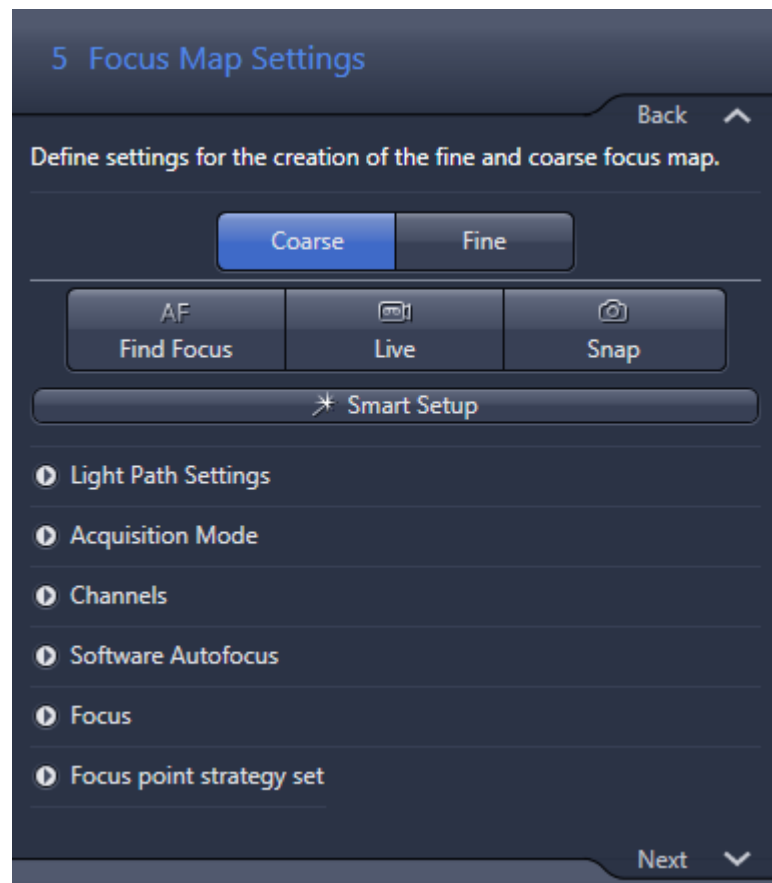 5 Focus Map Settings
Back
Define settings for the creation of the fine and coarse focus map.
Coarse
Fine
AF
Find Focus
Live
Snap
Smart Setup
Light Path Settings
Acquisition Mode
Channels
Software Autofocus
Focus
Focus point strategy set
Next